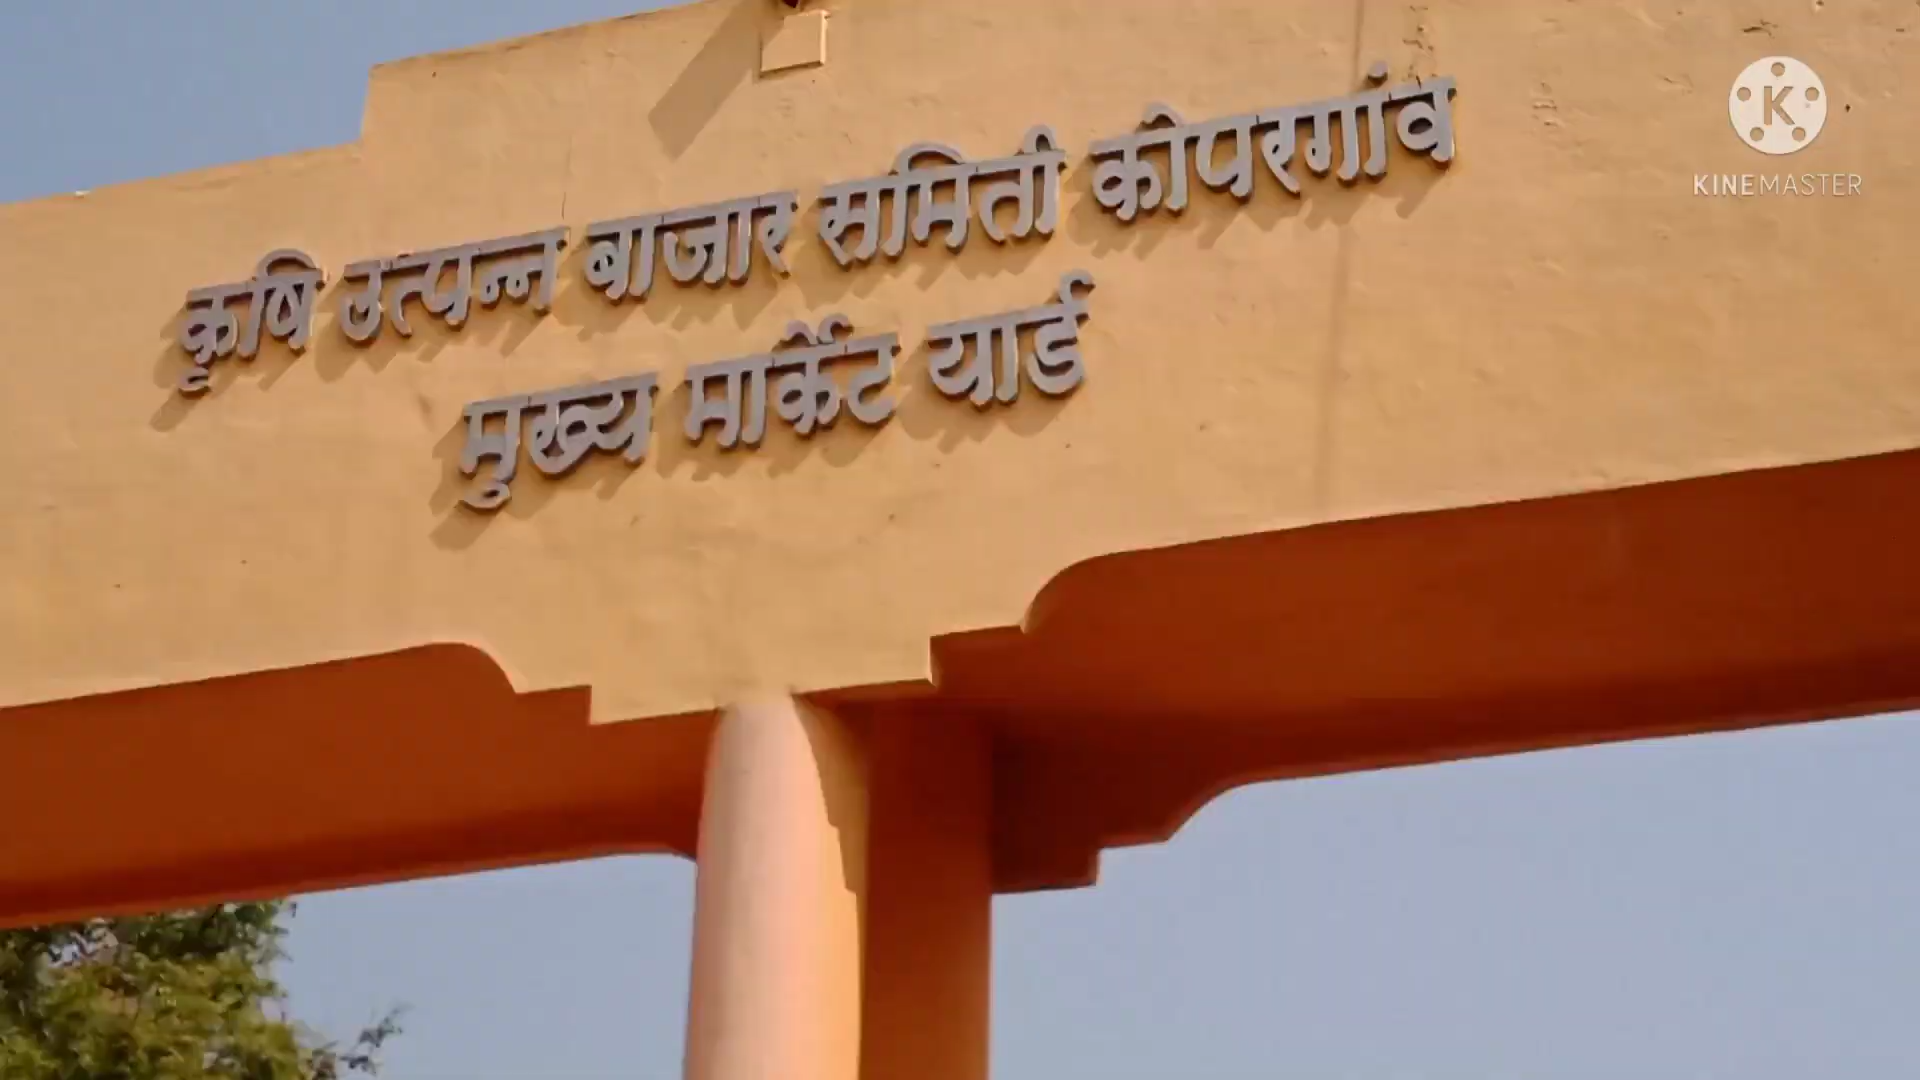 कृषि उत्पन्न बाजार समिती कोपरगांव
मुख्य मार्केट यार्ड
K
KINEMASTER